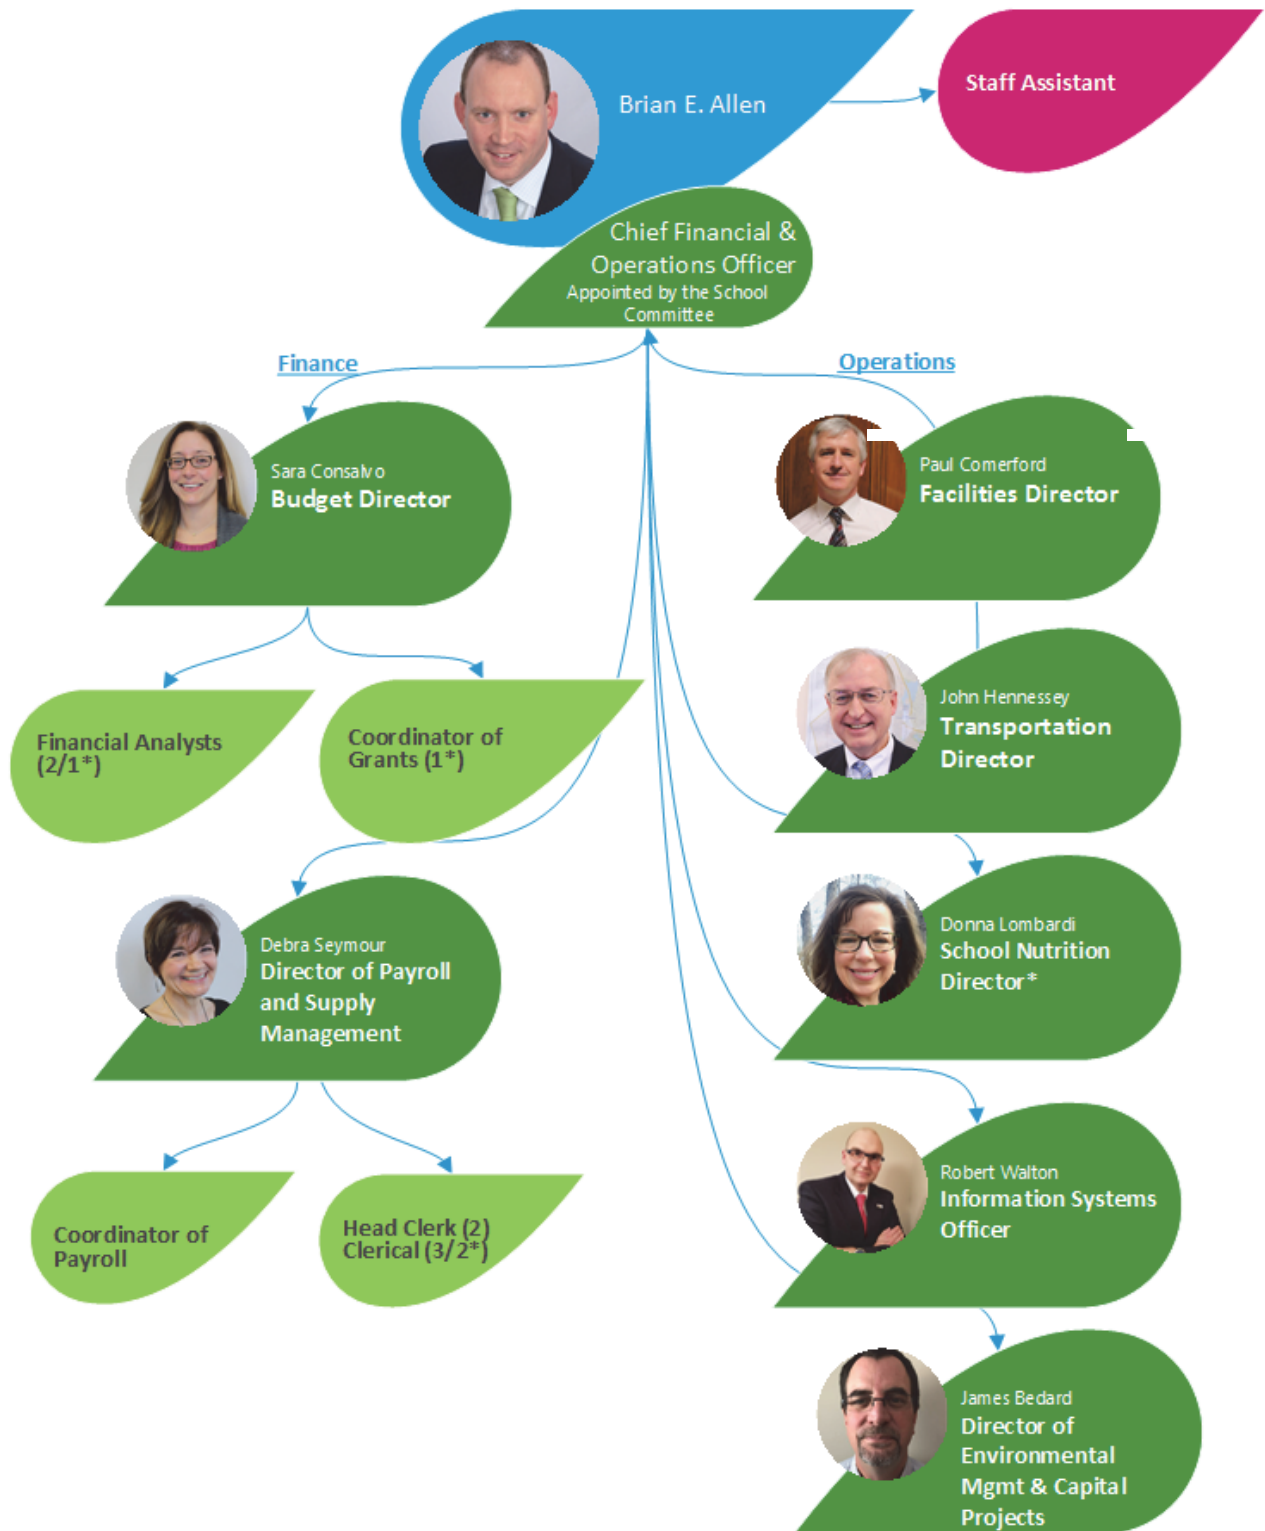 Brian E. Allen
Staff Assistant
Chief Financial &
Operations Officer
Appointed by the School
Committee
Finance
Operations
Sara Consalvo
Budget Director
Paul Comerford
Facilities Director
Financial Analysts
(2/1*)
Coordinator of
Grants (1*)
John Hennessey
Transportation
Director
Debra Seymour
Director of Payroll
and Supply
Management
Donna Lombardi
School Nutrition
Director*
Coordinator of
Payroll
Head Clerk (2)
Clerical (3/2*)
Robert Walton
Information Systems
Officer
James Bedard
Director of
Environmental
Mgmt & Capital
Projects